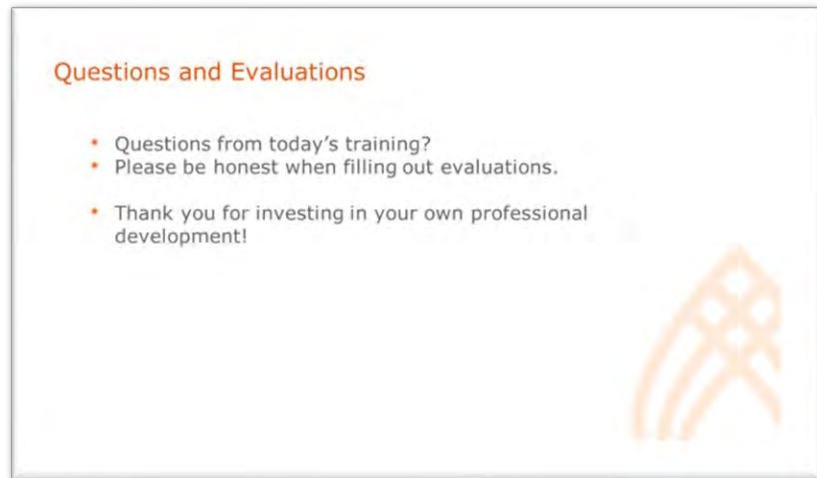 Questions and Evaluations
• Questions from today's training?
• Please be honest when filling out evaluations.
• Thank you for investing in your own professional
development!